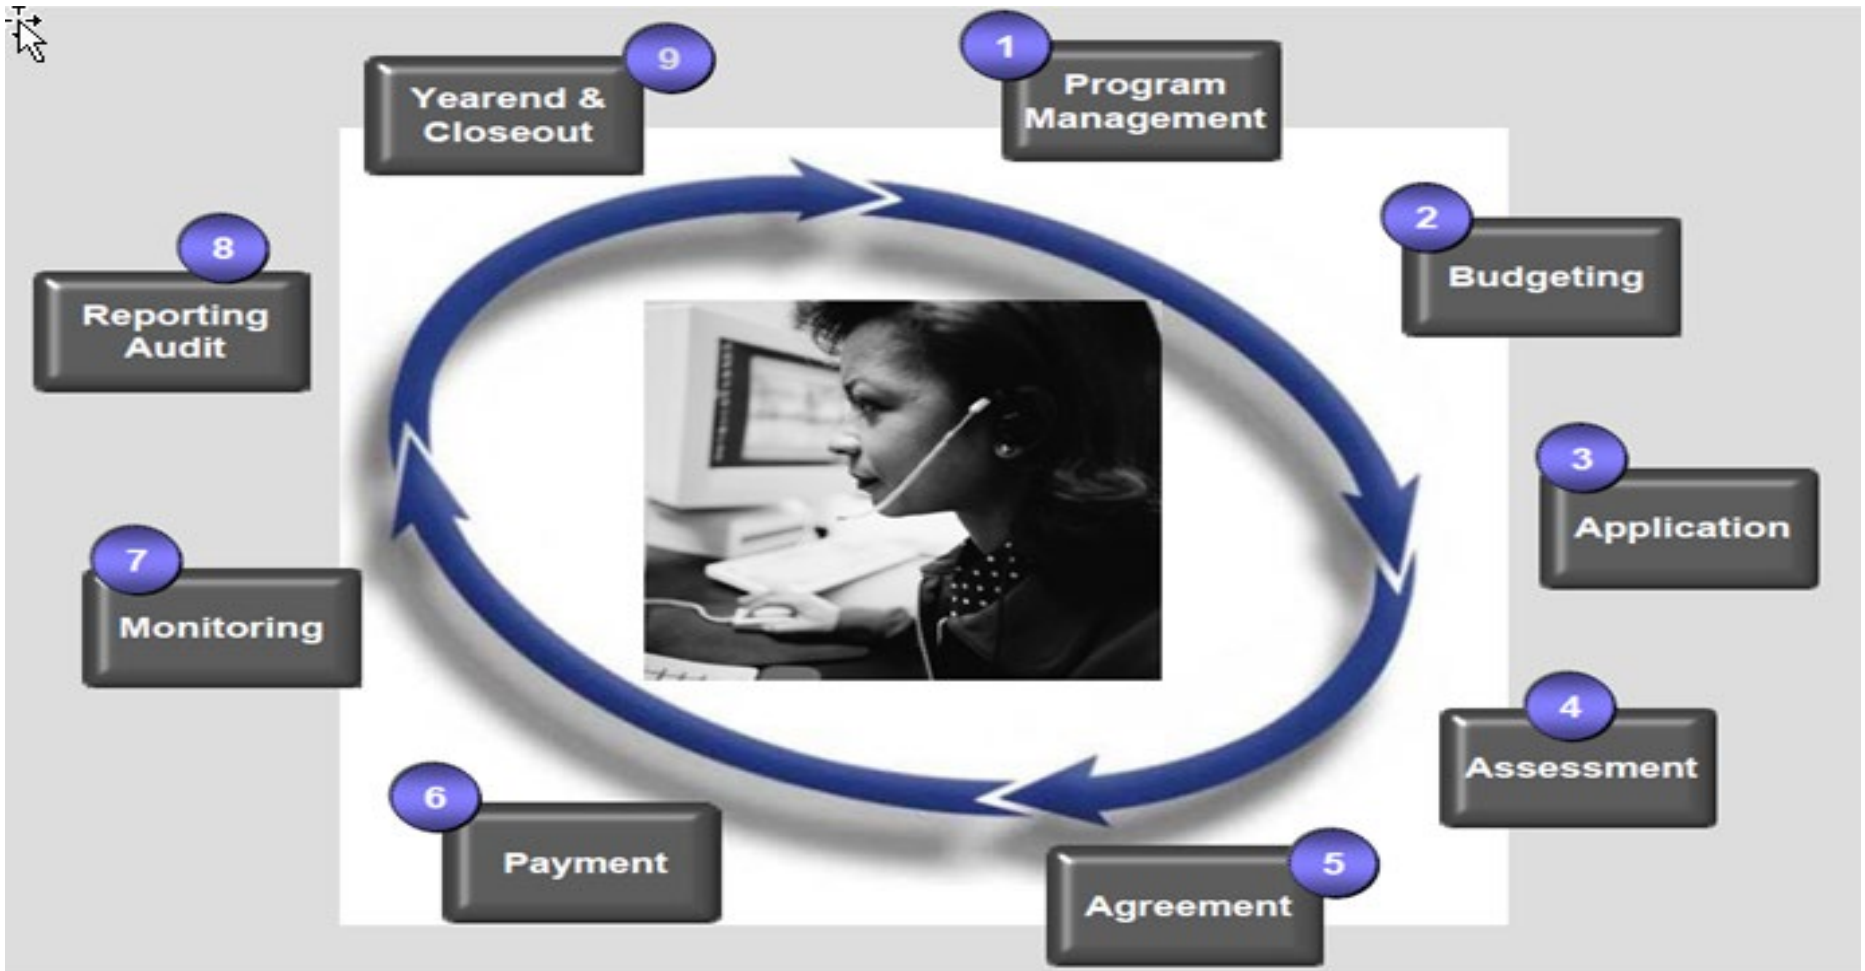 1
Program
Management
2
Budgeting
3
Application
4
Assessment
5
Agreement
6
Payment
7
Monitoring
8
Reporting
Audit
9
Yearend &
Closeout